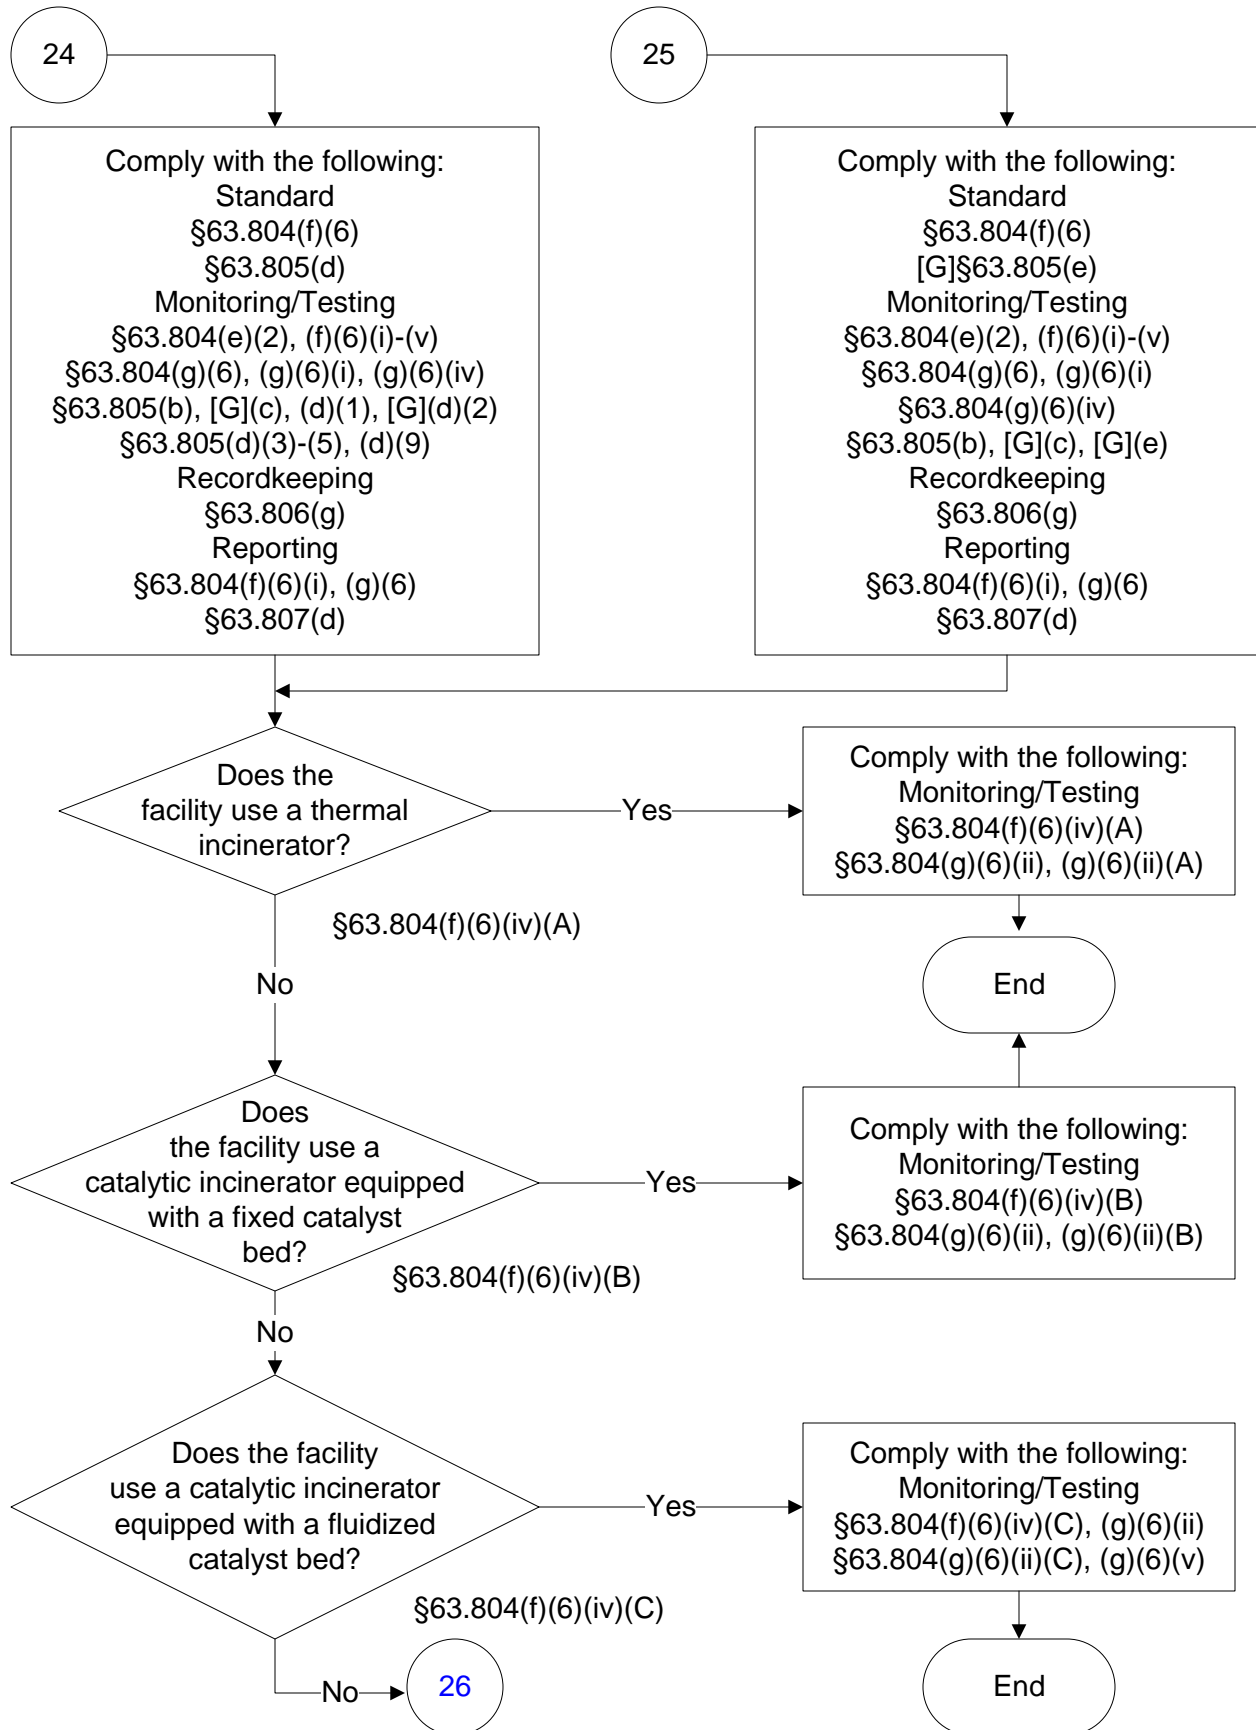 24
25
Comply with the following:
Standard
§63.804(f)(6)
§63.805(d)
Monitoring/Testing
§63.804(e)(2), (f)(6)(i)-(v)
§63.804(g)(6), (g)(6)(i), (g)(6)(iv)
§63.805(b), [G](c), (d)(1), [G](d)(2)
§63.805(d)(3)-(5), (d)(9)
Recordkeeping
§63.806(g)
Reporting
§63.804(f)(6)(i), (g)(6)
§63.807(d)
Comply with the following:
Standard
§63.804(f)(6)
[G]§63.805(e)
Monitoring/Testing
§63.804(e)(2), (f)(6)(i)-(v)
§63.804(g)(6), (g)(6)(i)
§63.804(g)(6)(iv)
§63.805(b), [G](c), [G](e)
Recordkeeping
§63.806(g)
Reporting
§63.804(f)(6)(i), (g)(6)
§63.807(d)
Does the
facility use a thermal
incinerator?
Yes
Comply with the following:
Monitoring/Testing
§63.804(f)(6)(iv)(A)
§63.804(g)(6)(ii), (g)(6)(ii)(A)
§63.804(f)(6)(iv)(A)
No
End
Does
the facility use a
catalytic incinerator equipped
with a fixed catalyst
bed?
Yes
Comply with the following:
Monitoring/Testing
§63.804(f)(6)(iv)(B)
§63.804(g)(6)(ii), (g)(6)(ii)(B)
§63.804(f)(6)(iv)(B)
No
Does the facility
use a catalytic incinerator
equipped with a fluidized
catalyst bed?
Yes
Comply with the following:
Monitoring/Testing
§63.804(f)(6)(iv)(C), (g)(6)(ii)
§63.804(g)(6)(ii)(C), (g)(6)(v)
§63.804(f)(6)(iv)(C)
No
26
End